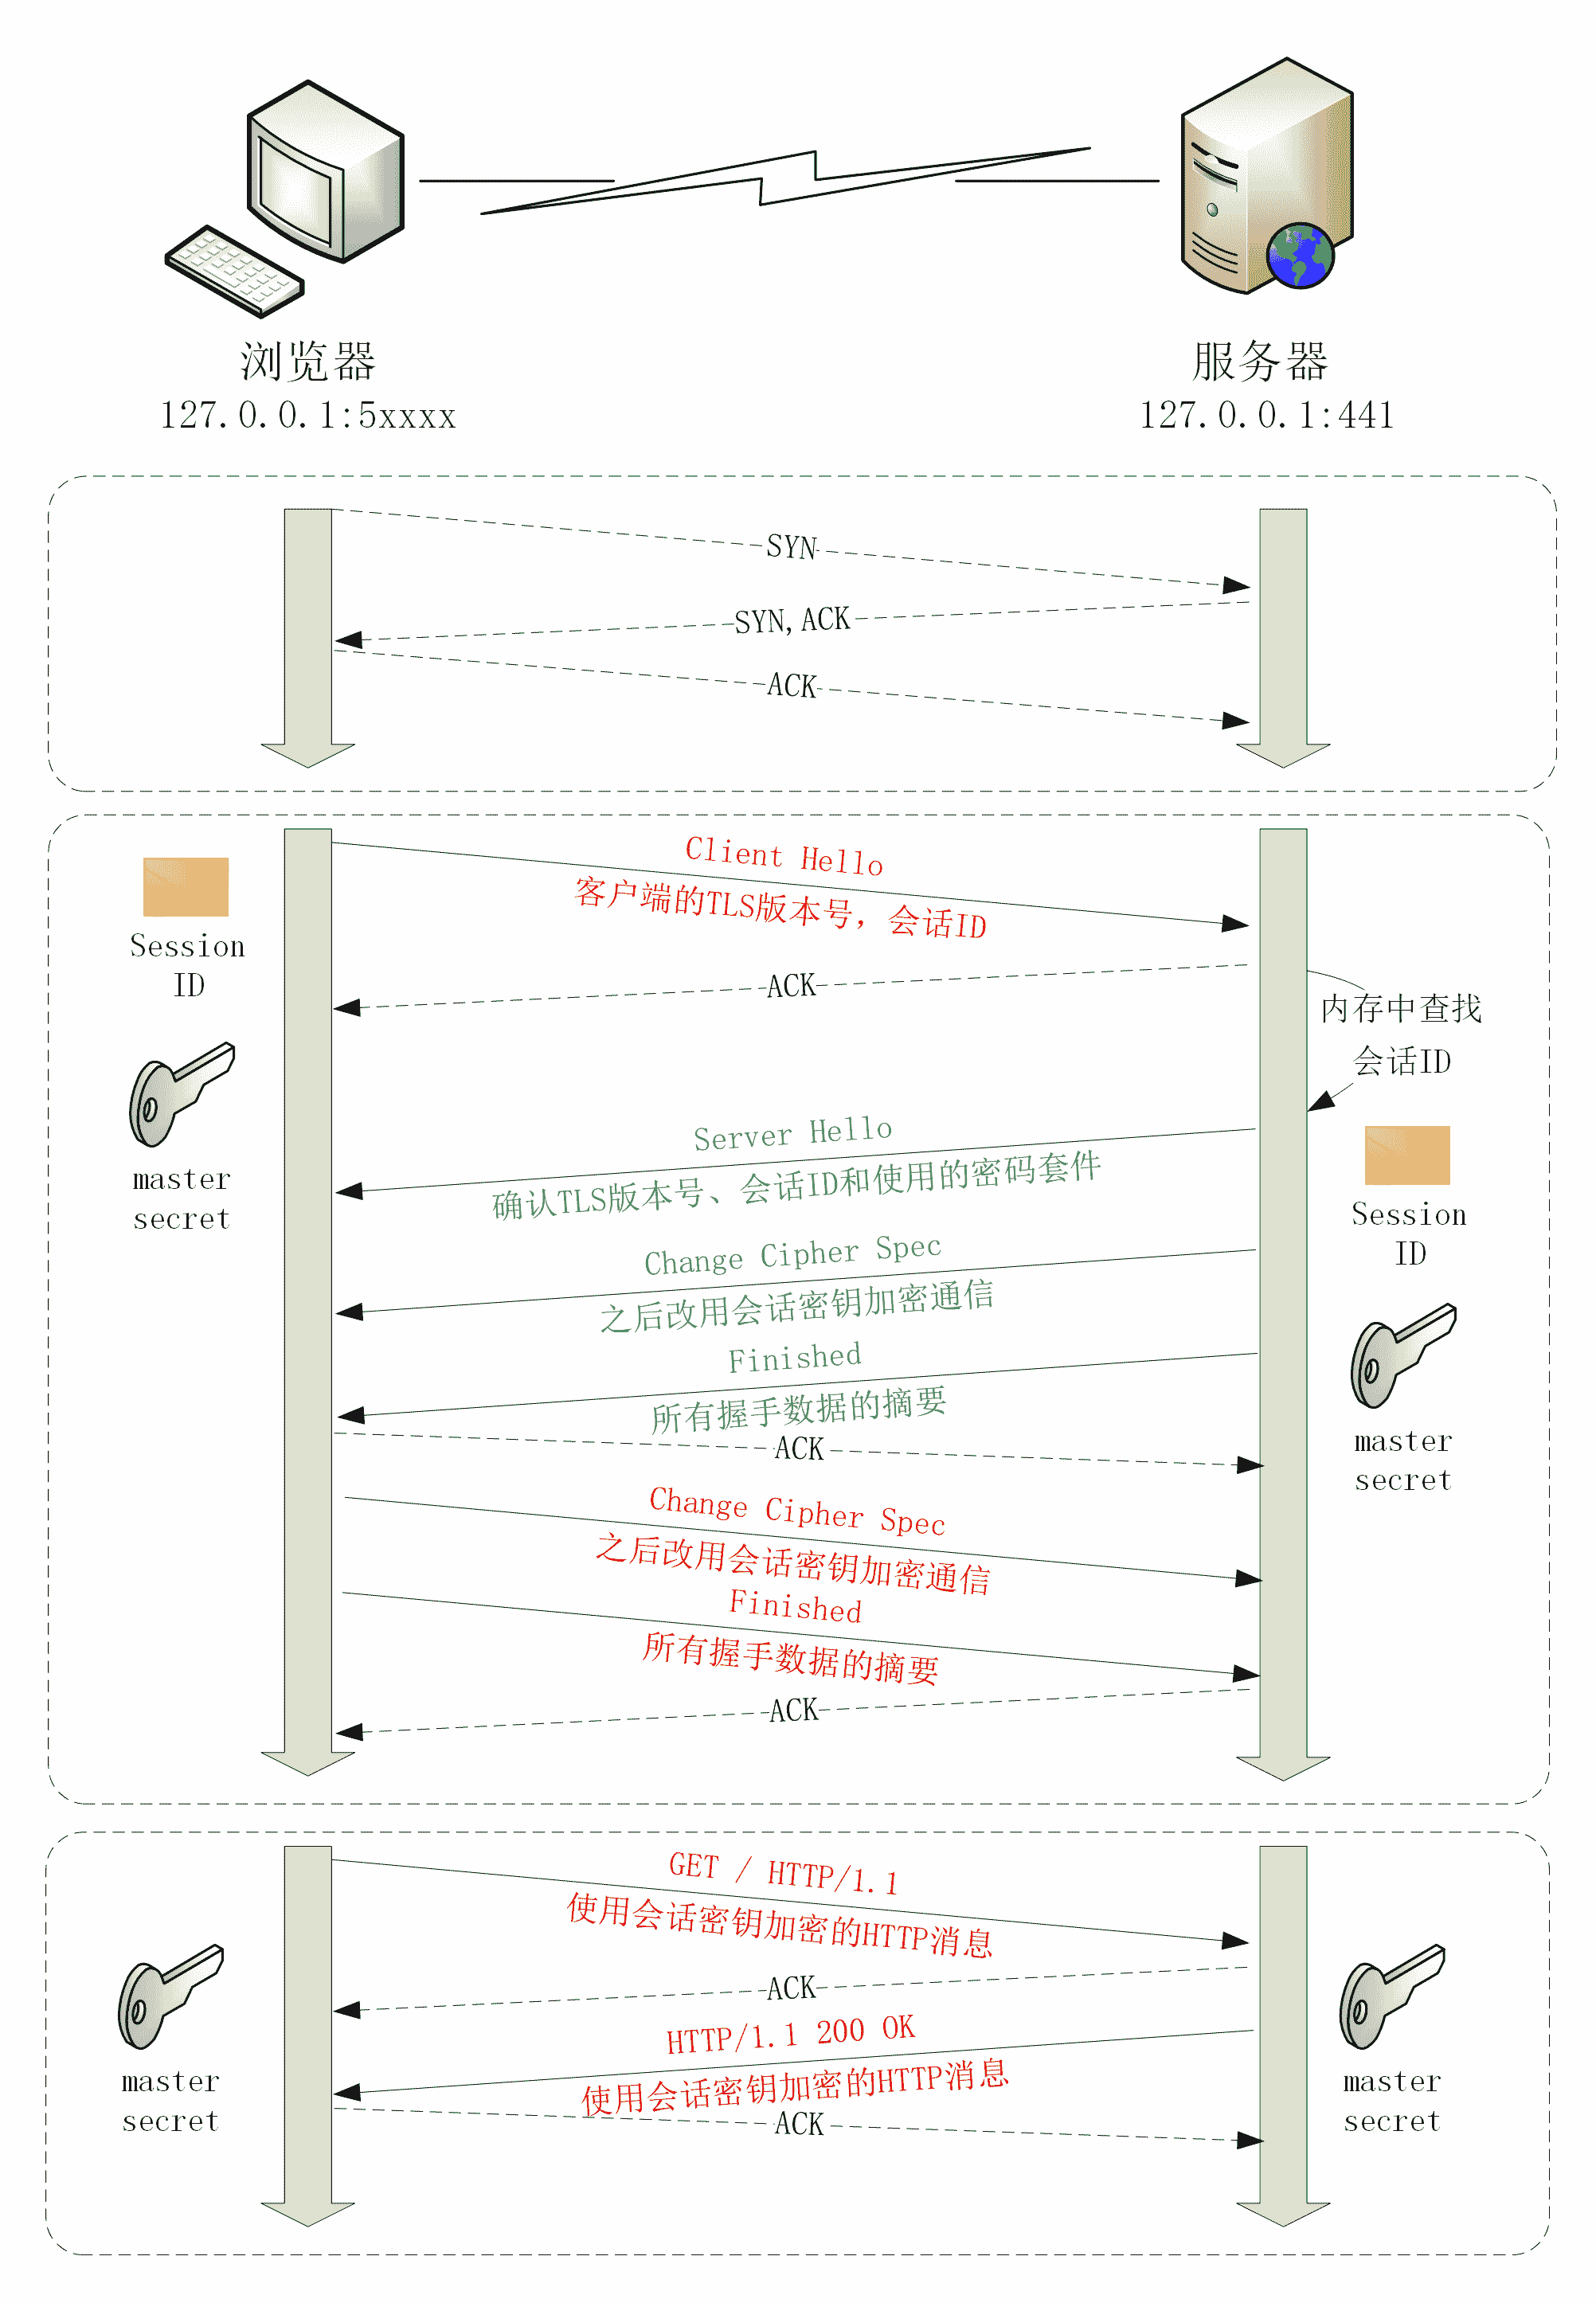 浏览器
127.0.0.1:5xxxx
服务器
127.0.0.1:441
SYN
SYN,ACK
ACK
Client Hello
客户端的TLS版本号，会话ID
Session
ID
ACK
内存中查找
会话ID
master
secret
Server Hello
确认TLS版本号、会话ID和使用的密码套件
Session
ID
Change Cipher Spec
之后改用会话密钥加密通信
Finished
所有握手数据的摘要
ACK
master
secret
Change Cipher Spec
之后改用会话密钥加密通信
Finished
所有握手数据的摘要
ACK
GET / HTTP/1.1
使用会话密钥加密的HTTP消息
ACK
HTTP/1.1 200 OK
使用会话密钥加密的HTTP消息
ACK
master
secret
master
secret